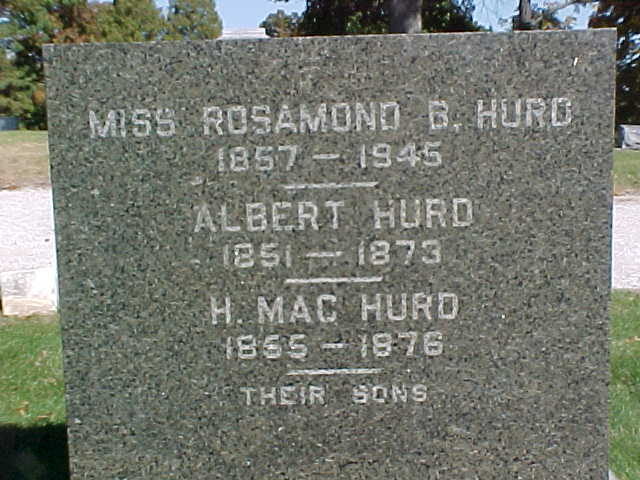 MISS ROSAMOND B. HURD
1857 — 1945
ALBERT HURD
1851 — 1873
H. MAC HURD
1855 — 1876
THEIR SONS